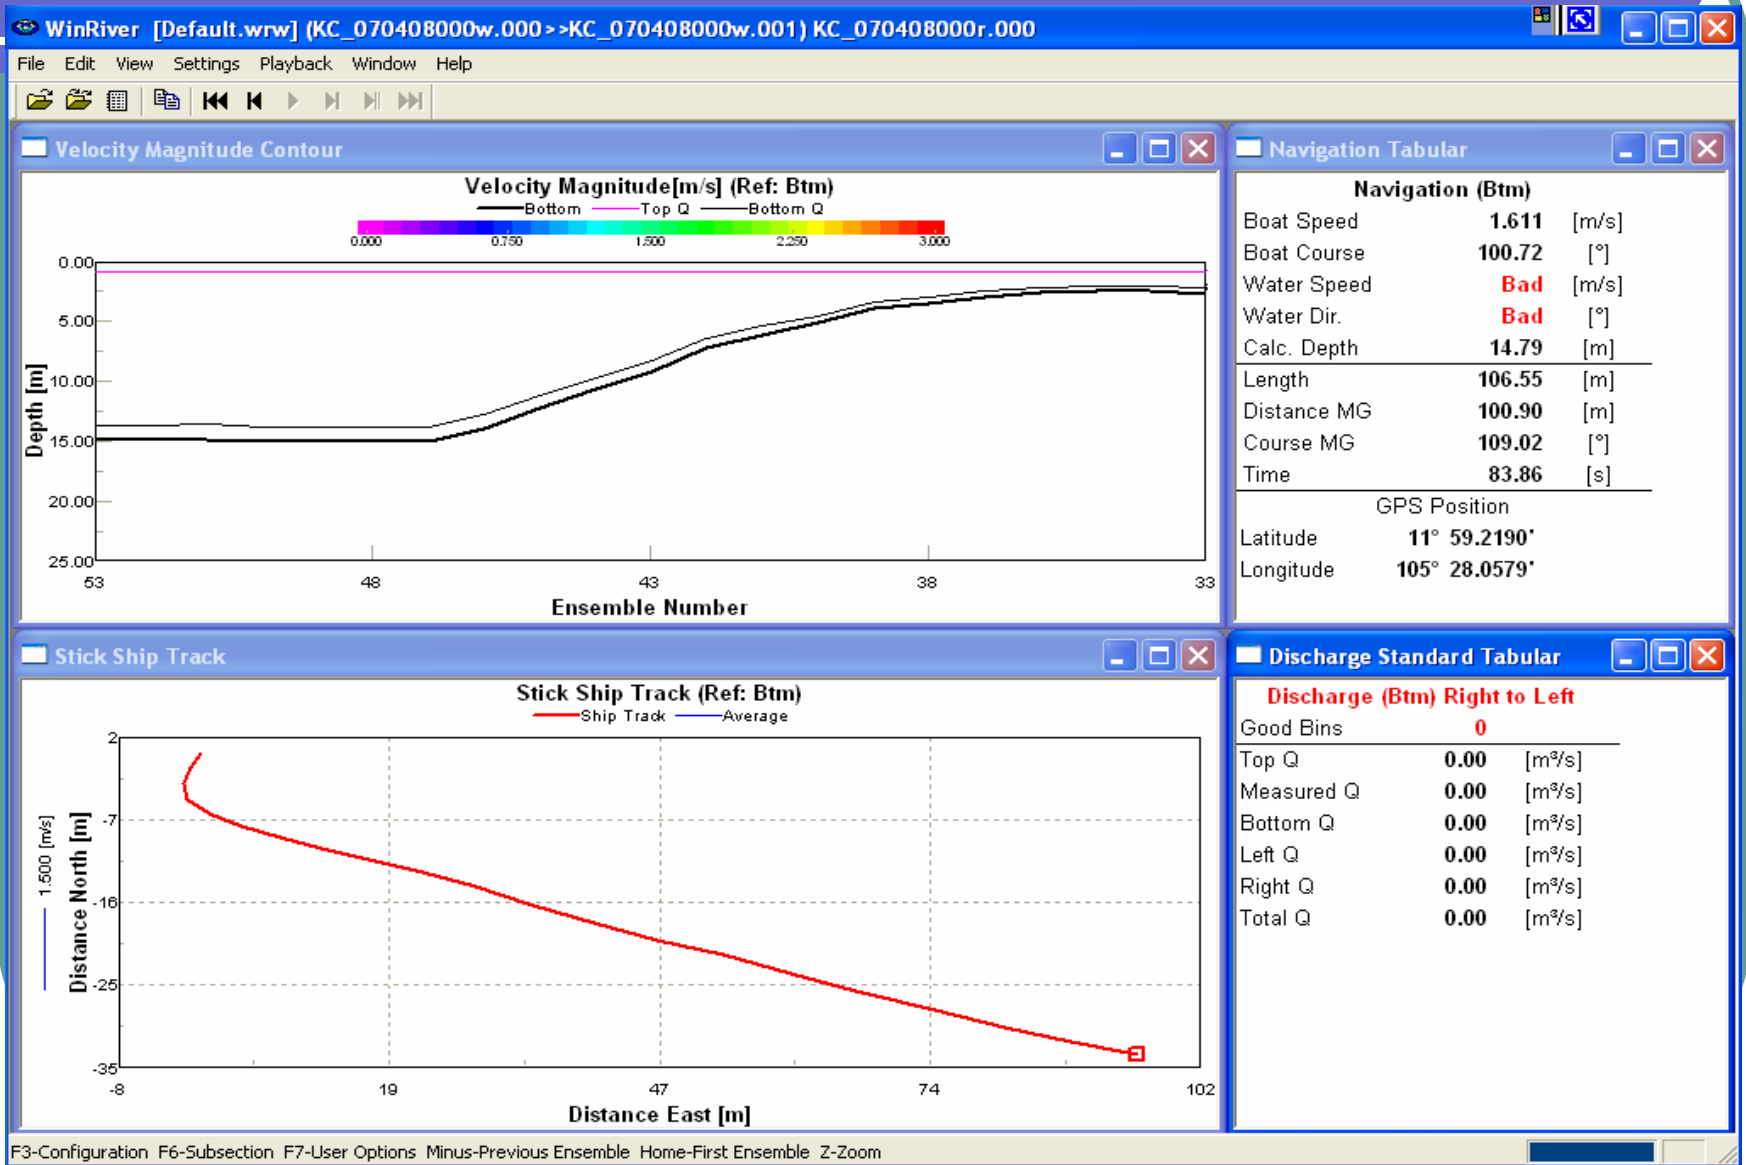 WinRiver [Default.wrw] (KC_070408000w.000>>KC_070408000w.001) KC_070408000r.000
File Edit View Settings Playback Window Help
Velocity Magnitude Contour
Velocity Magnitude[m/s] (Ref: Btm)
Bottom Top Q Bottom Q
0.000 0.750 1.500 2.250 3.000
0.00
5.00
10.00
15.00
20.00
25.00
Depth [m]
53 48 43 38 33
Ensemble Number
Navigation Tabular
Navigation (Btm)
Boat Speed 1.611 [m/s]
Boat Course 100.72 [°]
Water Speed Bad [m/s]
Water Dir. Bad [°]
Calc. Depth 14.79 [m]
Length 106.55 [m]
Distance MG 100.90 [m]
Course MG 109.02 [°]
Time 83.86 [s]
GPS Position
Latitude 11° 59.2190'
Longitude 105° 28.0579'
Stick Ship Track
Stick Ship Track (Ref: Btm)
Ship Track Average
2
-7
-16
-25
-35
1.500 [m/s]
Distance North [m]
-8 19 47 74 102
Distance East [m]
Discharge Standard Tabular
Discharge (Btm) Right to Left
Good Bins 0
Top Q 0.00 [m³/s]
Measured Q 0.00 [m³/s]
Bottom Q 0.00 [m³/s]
Left Q 0.00 [m³/s]
Right Q 0.00 [m³/s]
Total Q 0.00 [m³/s]
F3-Configuration F6-Subsection F7-User Options Minus-Previous Ensemble Home-First Ensemble Z-Zoom